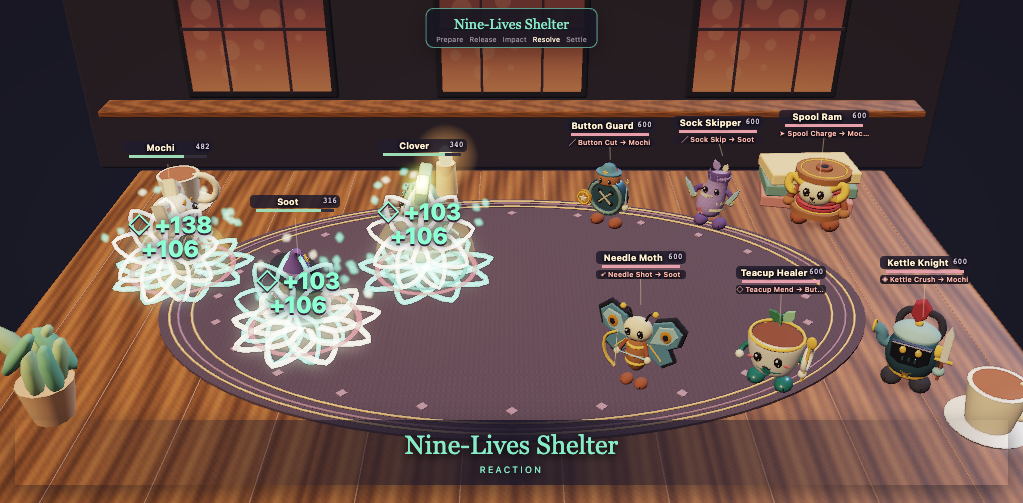 Nine-Lives Shelter
Prepare Release Impact Resolve Settle
Mochi 482
Soot 316
Clover 340
Button Guard 600
Button Cut → Mochi
Sock Skipper 600
Sock Skip → Soot
Spool Ram 600
Spool Charge → Moc...
+138
+106
+103
+106
+103
+106
Needle Moth 600
Needle Shot → Soot
Teacup Healer 600
Teacup Mend → But...
Kettle Knight 600
Kettle Crush → Mochi
Nine-Lives Shelter
REACTION